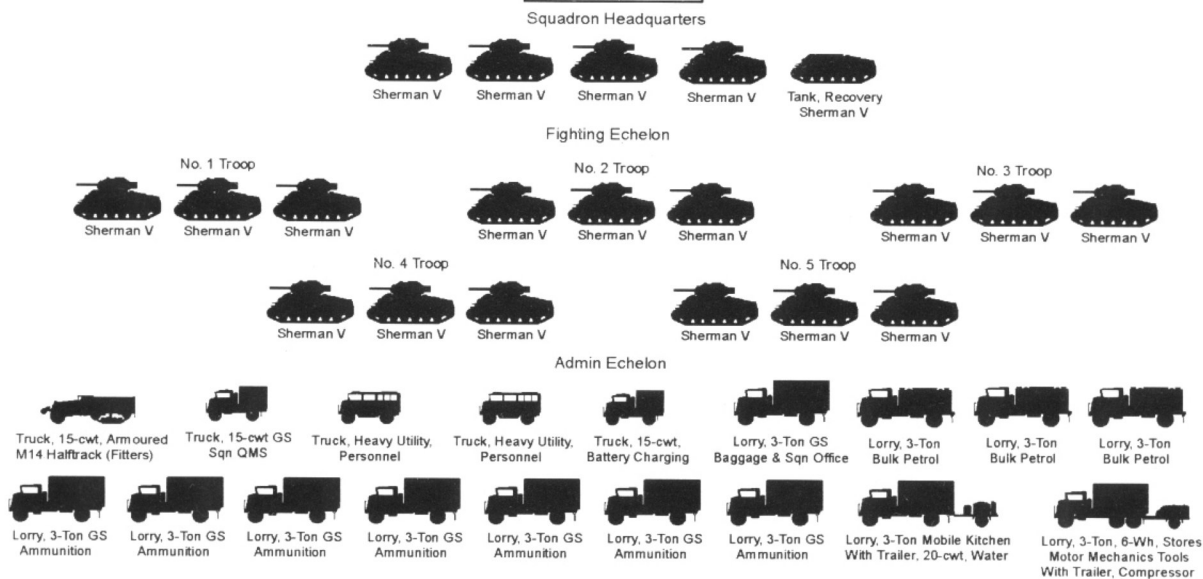 Squadron Headquarters
Sherman V Sherman V Sherman V Sherman V Tank, Recovery
Sherman V
Fighting Echelon
No. 1 Troop No. 2 Troop No. 3 Troop
Sherman V Sherman V Sherman V Sherman V Sherman V Sherman V Sherman V Sherman V Sherman V
No. 4 Troop No. 5 Troop
Sherman V Sherman V Sherman V Sherman V Sherman V Sherman V
Admin Echelon
Truck, 15-cwt, Armoured
M14 Halftrack (Fitters)
Truck, 15-cwt GS
Sqn QMS
Truck, Heavy Utility,
Personnel
Truck, Heavy Utility,
Personnel
Truck, 15-cwt,
Battery Charging
Lorry, 3-Ton GS
Baggage & Sqn Office
Lorry, 3-Ton
Bulk Petrol
Lorry, 3-Ton
Bulk Petrol
Lorry, 3-Ton
Bulk Petrol
Lorry, 3-Ton GS
Ammunition
Lorry, 3-Ton GS
Ammunition
Lorry, 3-Ton GS
Ammunition
Lorry, 3-Ton GS
Ammunition
Lorry, 3-Ton GS
Ammunition
Lorry, 3-Ton GS
Ammunition
Lorry, 3-Ton GS
Ammunition
Lorry, 3-Ton Mobile Kitchen
With Trailer, 20-cwt, Water
Lorry, 3-Ton, 6-Wh, Stores
Motor Mechanics Tools
With Trailer, Compressor